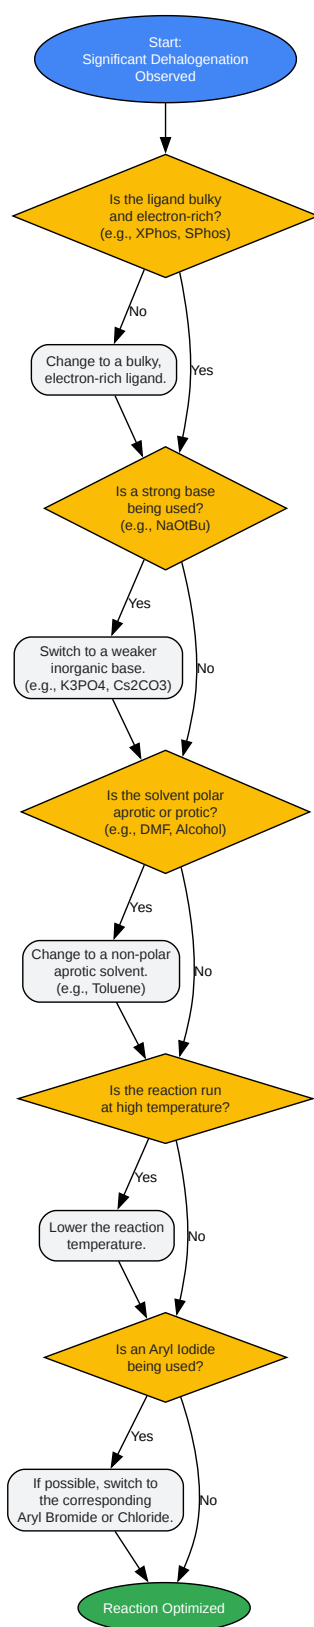 Start:
Significant Dehalogenation
Observed
Is the ligand bulky
and electron-rich?
(e.g., XPhos, SPhos)
No
Yes
Change to a bulky,
electron-rich ligand.
Is a strong base
being used?
(e.g., NaOtBu)
Yes
No
Switch to a weaker
inorganic base.
(e.g., K3PO4, Cs2CO3)
Is the solvent polar
aprotic or protic?
(e.g., DMF, Alcohol)
Yes
No
Change to a non-polar
aprotic solvent.
(e.g., Toluene)
Is the reaction run
at high temperature?
Yes
No
Lower the reaction
temperature.
Is an Aryl Iodide
being used?
Yes
No
If possible, switch to
the corresponding
Aryl Bromide or Chloride.
Reaction Optimized